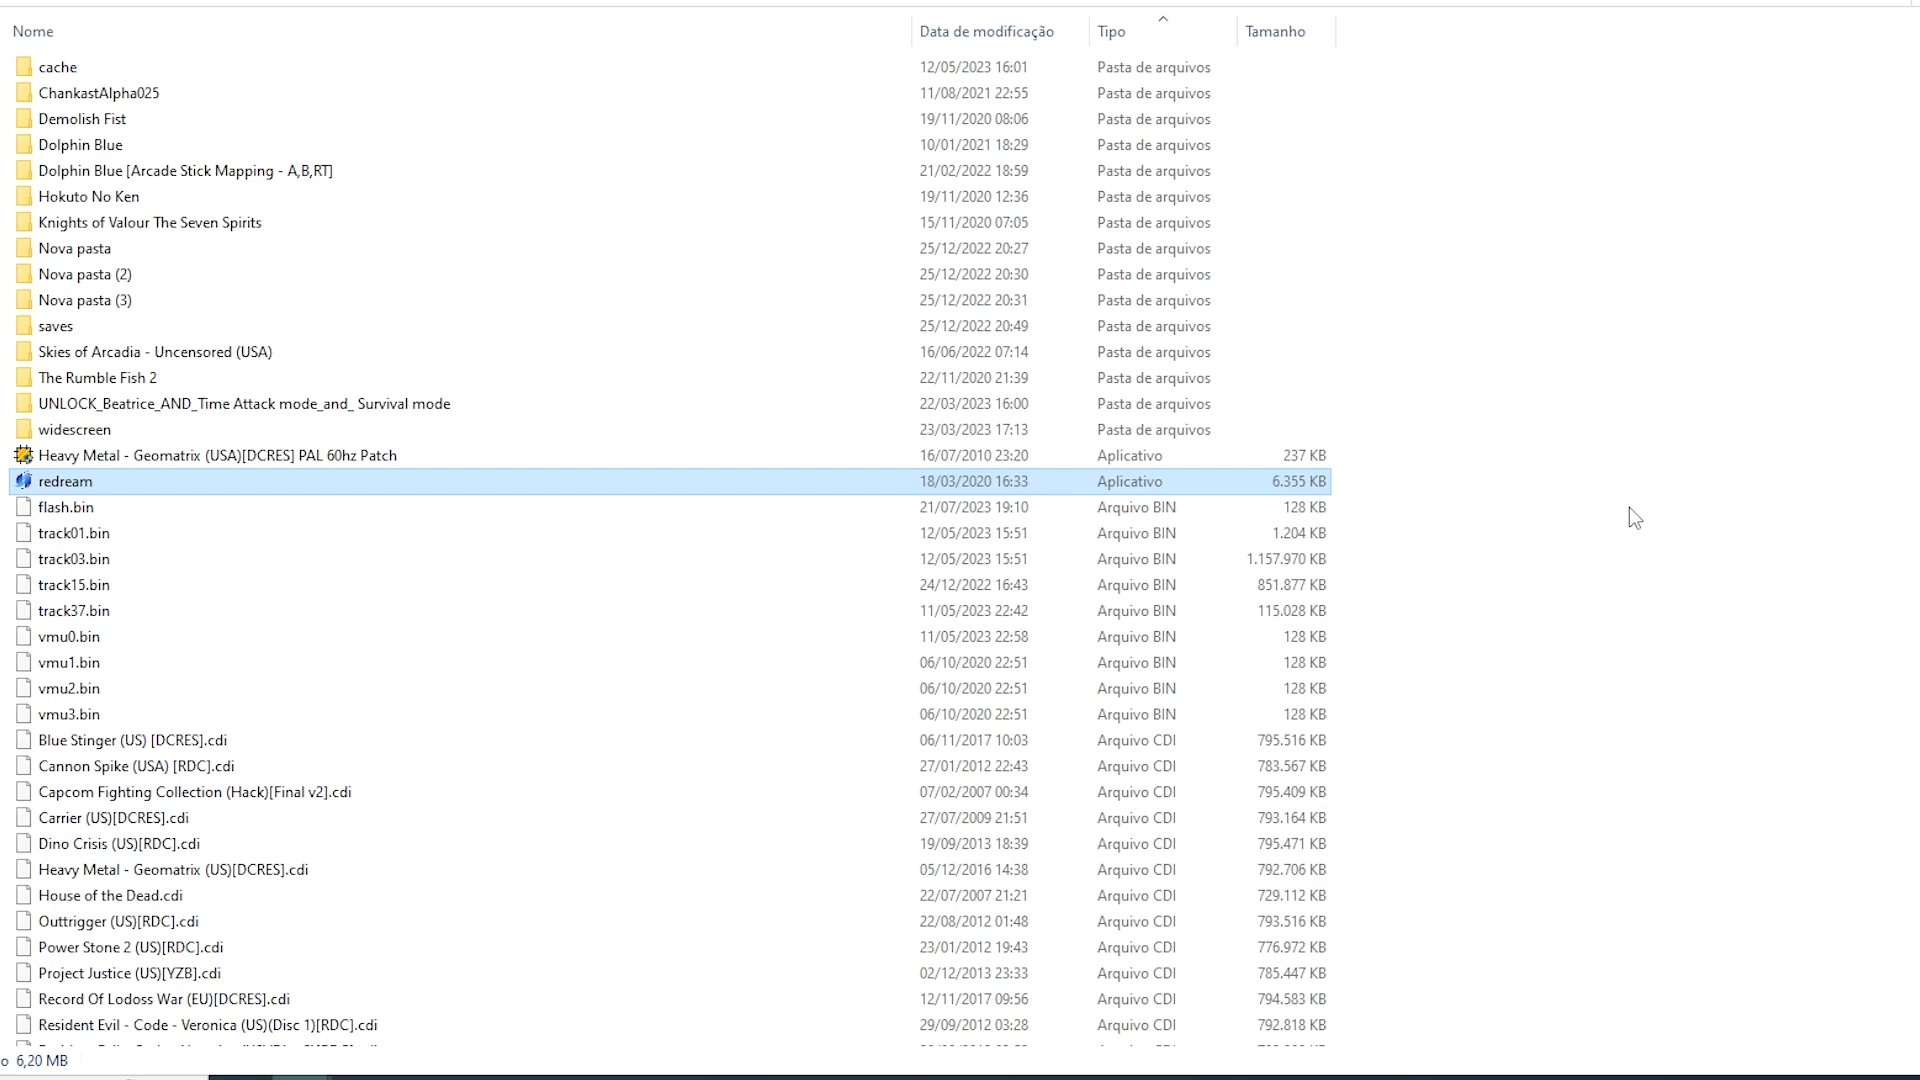 Nome Data de modificação Tipo Tamanho
cache 12/05/2023 16:01 Pasta de arquivos
ChankastAlpha025 11/08/2021 22:55 Pasta de arquivos
Demolish Fist 19/11/2020 08:06 Pasta de arquivos
Dolphin Blue 10/01/2021 18:29 Pasta de arquivos
Dolphin Blue [Arcade Stick Mapping - A,B,RT] 21/02/2022 18:59 Pasta de arquivos
Hokuto No Ken 19/11/2020 12:36 Pasta de arquivos
Knights of Valour The Seven Spirits 15/11/2020 07:05 Pasta de arquivos
Nova pasta 25/12/2022 20:27 Pasta de arquivos
Nova pasta (2) 25/12/2022 20:30 Pasta de arquivos
Nova pasta (3) 25/12/2022 20:31 Pasta de arquivos
saves 25/12/2022 20:49 Pasta de arquivos
Skies of Arcadia - Uncensored (USA) 16/06/2022 07:14 Pasta de arquivos
The Rumble Fish 2 22/11/2020 21:39 Pasta de arquivos
UNLOCK_Beatrice_AND_Time Attack mode_and_ Survival mode 22/03/2023 16:00 Pasta de arquivos
widescreen 23/03/2023 17:13 Pasta de arquivos
Heavy Metal - Geomatrix (USA)[DCRES] PAL 60hz Patch 16/07/2010 23:20 Aplicativo 237 KB
redream 18/03/2020 16:33 Aplicativo 6.355 KB
flash.bin 21/07/2023 19:10 Arquivo BIN 128 KB
track01.bin 12/05/2023 15:51 Arquivo BIN 1.204 KB
track03.bin 12/05/2023 15:51 Arquivo BIN 1.157.970 KB
track15.bin 24/12/2022 16:43 Arquivo BIN 851.877 KB
track37.bin 11/05/2023 22:42 Arquivo BIN 115.028 KB
vmu0.bin 11/05/2023 22:58 Arquivo BIN 128 KB
vmu1.bin 06/10/2020 22:51 Arquivo BIN 128 KB
vmu2.bin 06/10/2020 22:51 Arquivo BIN 128 KB
vmu3.bin 06/10/2020 22:51 Arquivo BIN 128 KB
Blue Stinger (US) [DCRES].cdi 06/11/2017 10:03 Arquivo CDI 795.516 KB
Cannon Spike (USA) [RDC].cdi 27/01/2012 22:43 Arquivo CDI 783.567 KB
Capcom Fighting Collection (Hack)[Final v2].cdi 07/02/2007 00:34 Arquivo CDI 795.409 KB
Carrier (US)[DCRES].cdi 27/07/2009 21:51 Arquivo CDI 793.164 KB
Dino Crisis (US)[RDC].cdi 19/09/2013 18:39 Arquivo CDI 795.471 KB
Heavy Metal - Geomatrix (US)[DCRES].cdi 05/12/2016 14:38 Arquivo CDI 792.706 KB
House of the Dead.cdi 22/07/2007 21:21 Arquivo CDI 729.112 KB
Outtrigger (US)[RDC].cdi 22/08/2012 01:48 Arquivo CDI 793.516 KB
Power Stone 2 (US)[RDC].cdi 23/01/2012 19:43 Arquivo CDI 776.972 KB
Project Justice (US)[YZB].cdi 02/12/2013 23:33 Arquivo CDI 785.447 KB
Record Of Lodoss War (EU)[DCRES].cdi 12/11/2017 09:56 Arquivo CDI 794.583 KB
Resident Evil - Code - Veronica (US)(Disc 1)[RDC].cdi 29/09/2012 03:28 Arquivo CDI 792.818 KB
o 6,20 MB